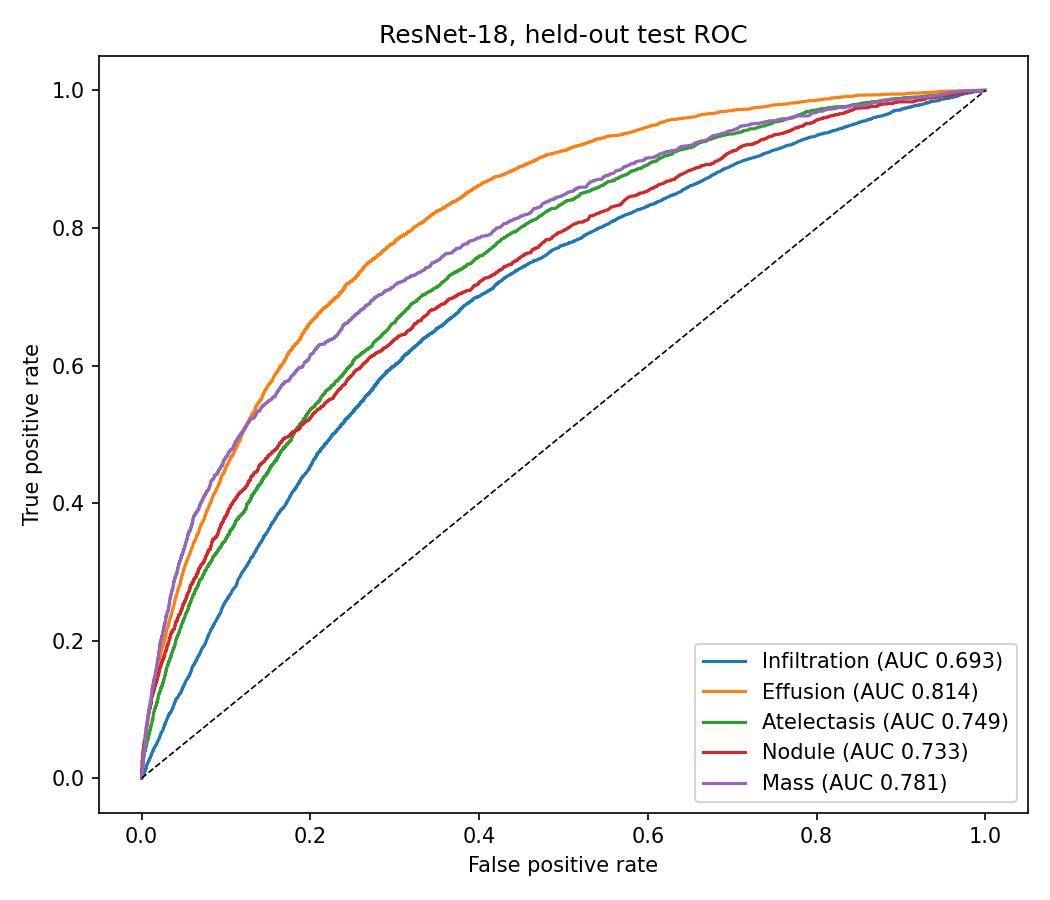 ResNet-18, held-out test ROC
True positive rate
1.0
0.8
0.6
0.4
0.2
0.0
Infiltration (AUC 0.693)
Effusion (AUC 0.814)
Atelectasis (AUC 0.749)
Nodule (AUC 0.733)
Mass (AUC 0.781)
0.0 0.2 0.4 0.6 0.8 1.0
False positive rate